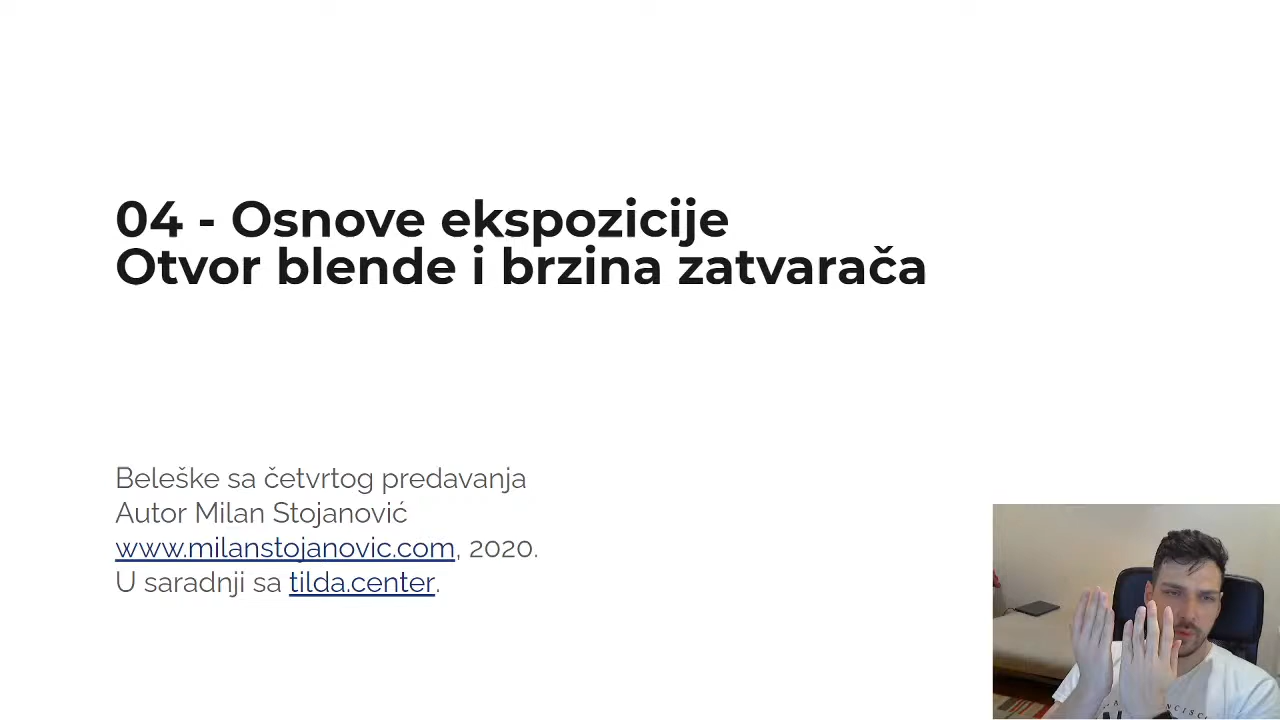 04 - Osnove ekspozicije
Otvor blende i brzina zatvarača
Beleške sa četvrtog predavanja
Autor Milan Stojanović
www.milanstojanovic.com, 2020.
U saradnji sa tilda.center.